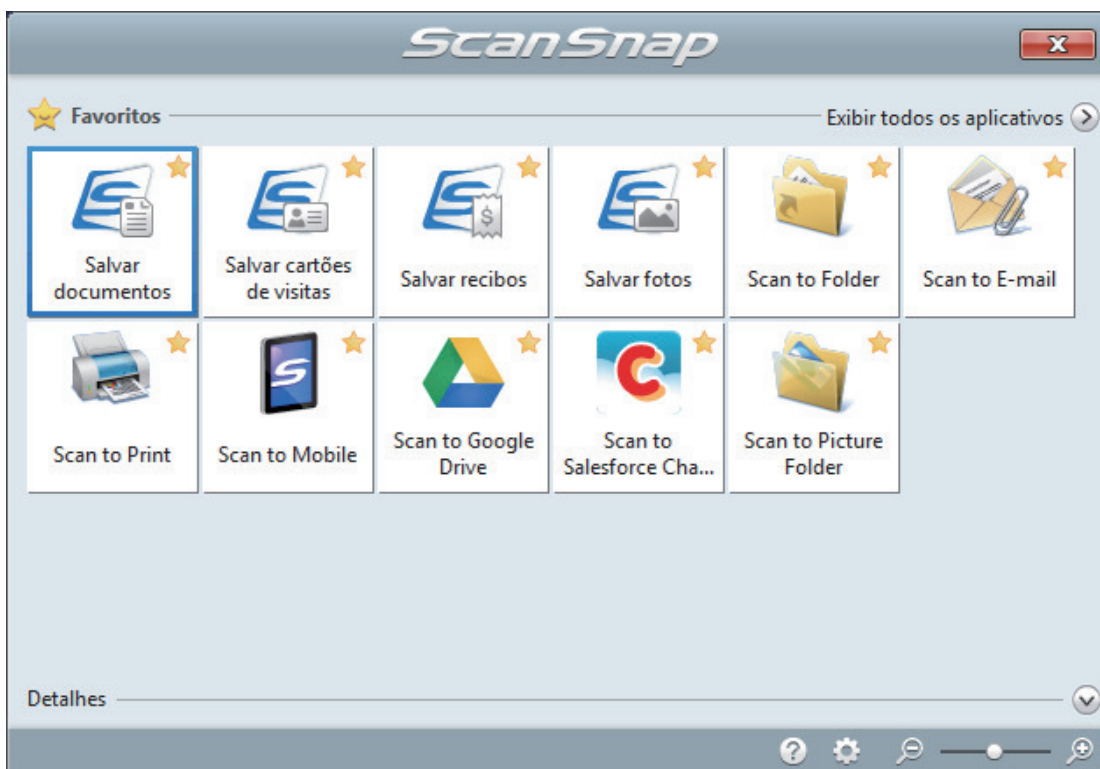 ScanSnap
Favoritos
Exibir todos os aplicativos
Salvar
documentos
Salvar cartões
de visitas
Salvar recibos
Salvar fotos
Scan to Folder
Scan to E-mail
Scan to Print
Scan to Mobile
Scan to Google
Drive
Scan to
Salesforce Cha...
Scan to Picture
Folder
Detalhes